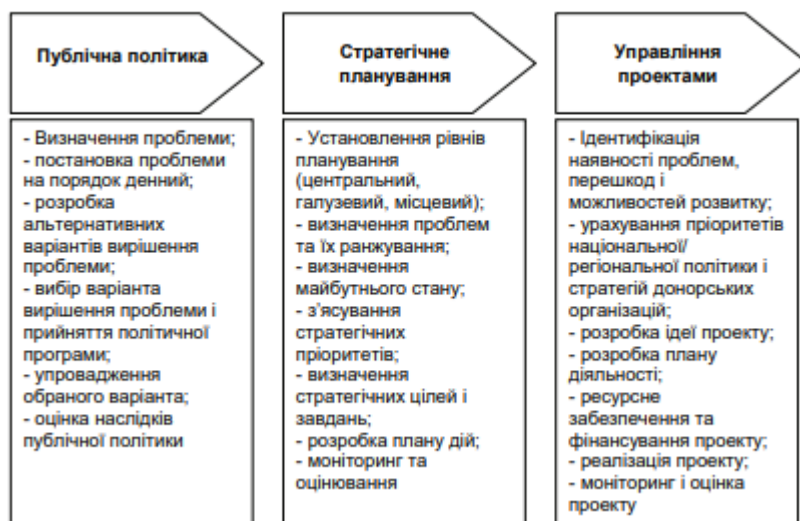 Публічна політика
- Визначення проблеми;
- постановка проблеми
на порядок денний;
- розробка
альтернативних
варіантів вирішення
проблеми;
- вибір варіанта
вирішення проблеми і
прийняття політичної
програми;
- упровадження
обраного варіанта;
- оцінка наслідків
публічної політики
Стратегічне
планування
- Установлення рівнів
планування
(центральний,
галузевий, місцевий);
- визначення проблем
та їх ранжування;
- визначення
майбутнього стану;
- з’ясування
стратегічних
пріоритетів;
- визначення
стратегічних цілей і
завдань;
- розробка плану дій;
- моніторинг та
оцінювання
Управління
проектами
- Ідентифікація
наявності проблем,
перешкод і
можливостей розвитку;
- урахування пріоритетів
національної/
регіональної політики і
стратегій донорських
організацій;
- розробка ідеї проекту;
- розробка плану
діяльності;
- ресурсне
забезпечення та
фінансування проекту;
- реалізація проекту;
- моніторинг і оцінка
проекту